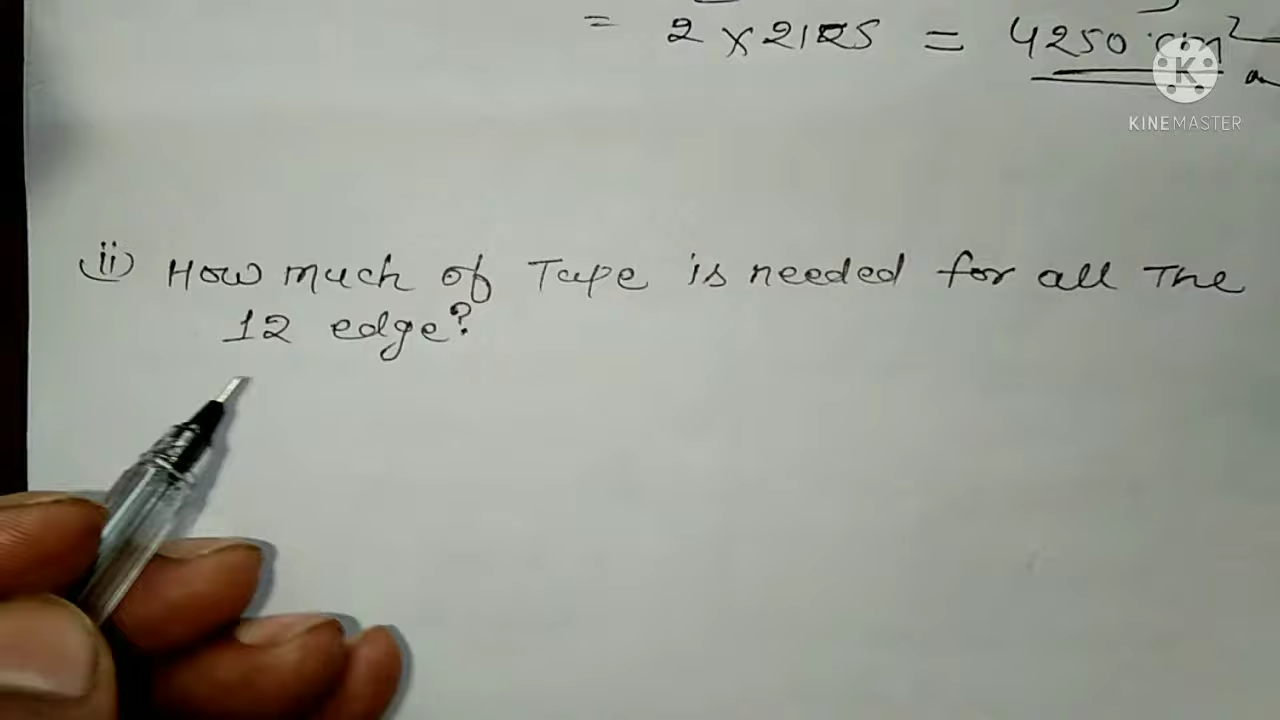 = 2 × 2125 = 4250 cm²
KINEMASTER
(ii) How much of Tape is needed for all The
12 edge?